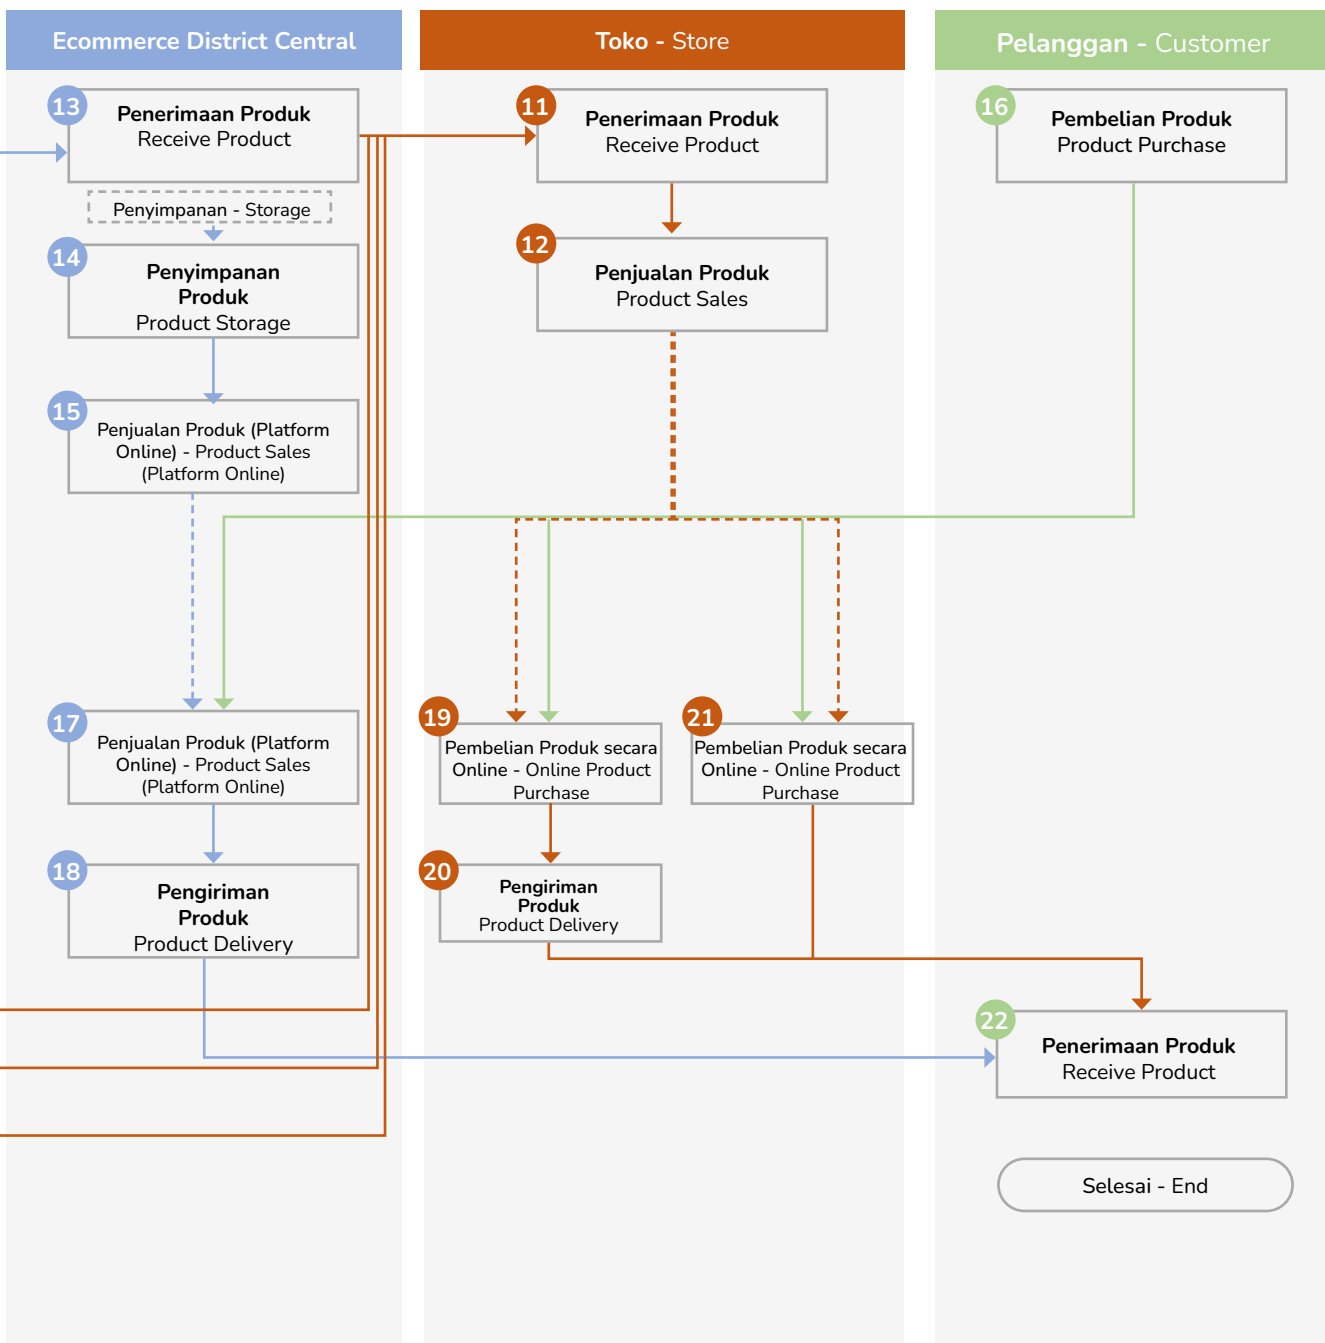 Ecommerce District Central
13
Penerimaan Produk
Receive Product
Penyimpanan - Storage
14
Penyimpanan
Produk
Product Storage
15
Penjualan Produk (Platform
Online) - Product Sales
(Platform Online)
17
Penjualan Produk (Platform
Online) - Product Sales
(Platform Online)
18
Pengiriman
Produk
Product Delivery
Toko - Store
11
Penerimaan Produk
Receive Product
12
Penjualan Produk
Product Sales
19
Pembelian Produk secara
Online - Online Product
Purchase
21
Pembelian Produk secara
Online - Online Product
Purchase
20
Pengiriman
Produk
Product Delivery
Pelanggan - Customer
16
Pembelian Produk
Product Purchase
22
Penerimaan Produk
Receive Product
Selesai - End